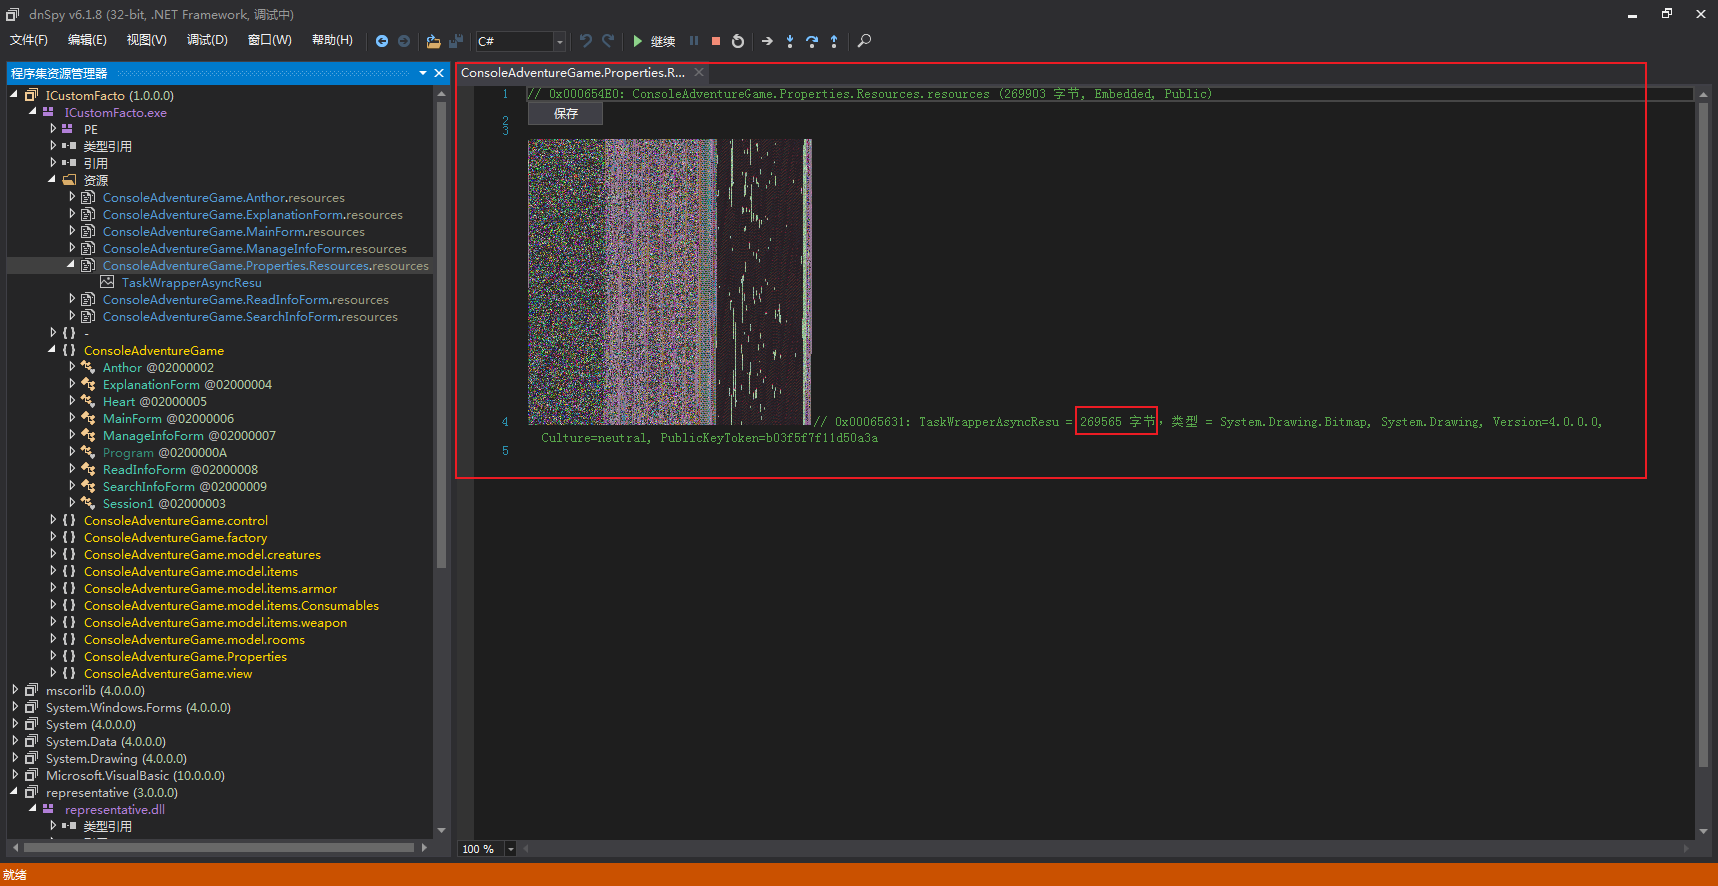 dnSpy v6.1.8 (32-bit, .NET Framework, 调试中)
文件(F) 编辑(E) 视图(V) 调试(D) 窗口(W) 帮助(H) C# 继续
程序集资源管理器
ICustomFacto (1.0.0.0)
ICustomFacto.exe
PE
类型引用
引用
资源
ConsoleAdventureGame.Anthor.resources
ConsoleAdventureGame.ExplanationForm.resources
ConsoleAdventureGame.MainForm.resources
ConsoleAdventureGame.ManageInfoForm.resources
ConsoleAdventureGame.Properties.Resources.resources
TaskWrapperAsyncResu
ConsoleAdventureGame.ReadInfoForm.resources
ConsoleAdventureGame.SearchInfoForm.resources
{ } -
{ } ConsoleAdventureGame
Anthor @02000002
ExplanationForm @02000004
Heart @02000005
MainForm @02000006
ManageInfoForm @02000007
Program @0200000A
ReadInfoForm @02000008
SearchInfoForm @02000009
Session1 @02000003
{ } ConsoleAdventureGame.control
{ } ConsoleAdventureGame.factory
{ } ConsoleAdventureGame.model.creatures
{ } ConsoleAdventureGame.model.items
{ } ConsoleAdventureGame.model.items.armor
{ } ConsoleAdventureGame.model.items.Consumables
{ } ConsoleAdventureGame.model.items.weapon
{ } ConsoleAdventureGame.model.rooms
{ } ConsoleAdventureGame.Properties
{ } ConsoleAdventureGame.view
mscorlib (4.0.0.0)
System.Windows.Forms (4.0.0.0)
System (4.0.0.0)
System.Data (4.0.0.0)
System.Drawing (4.0.0.0)
Microsoft.VisualBasic (10.0.0.0)
representative (3.0.0.0)
representative.dll
类型引用
ConsoleAdventureGame.Properties.R...
1 // 0x000654E0: ConsoleAdventureGame.Properties.Resources.resources (269903 字节, Embedded, Public)
2 保存
3
4 // 0x00065631: TaskWrapperAsyncResu = 269565 字节, 类型 = System.Drawing.Bitmap, System.Drawing, Version=4.0.0.0,
Culture=neutral, PublicKeyToken=b03f5f7f11d50a3a
5
100 %
就绪